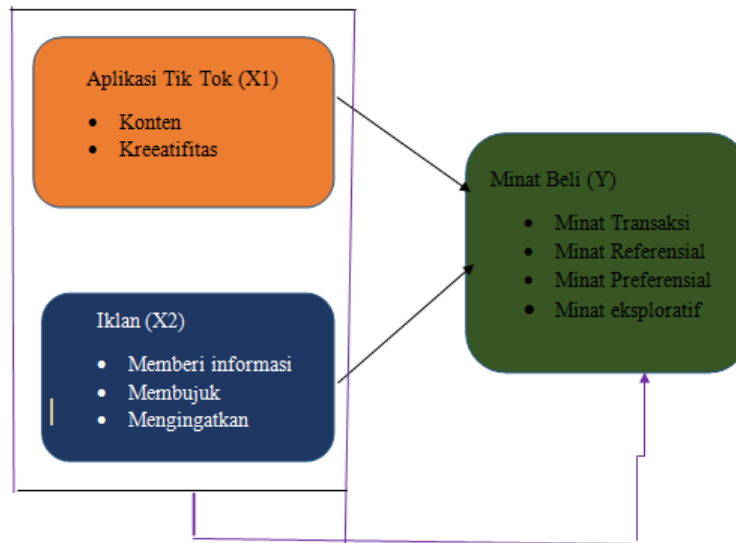 Aplikasi Tik Tok (X1)
• Konten
• Kreeatifitas
Iklan (X2)
• Memberi informasi
• Membujuk
• Mengingatkan
Minat Beli (Y)
• Minat Transaksi
• Minat Referensial
• Minat Preferensial
• Minat eksploratif